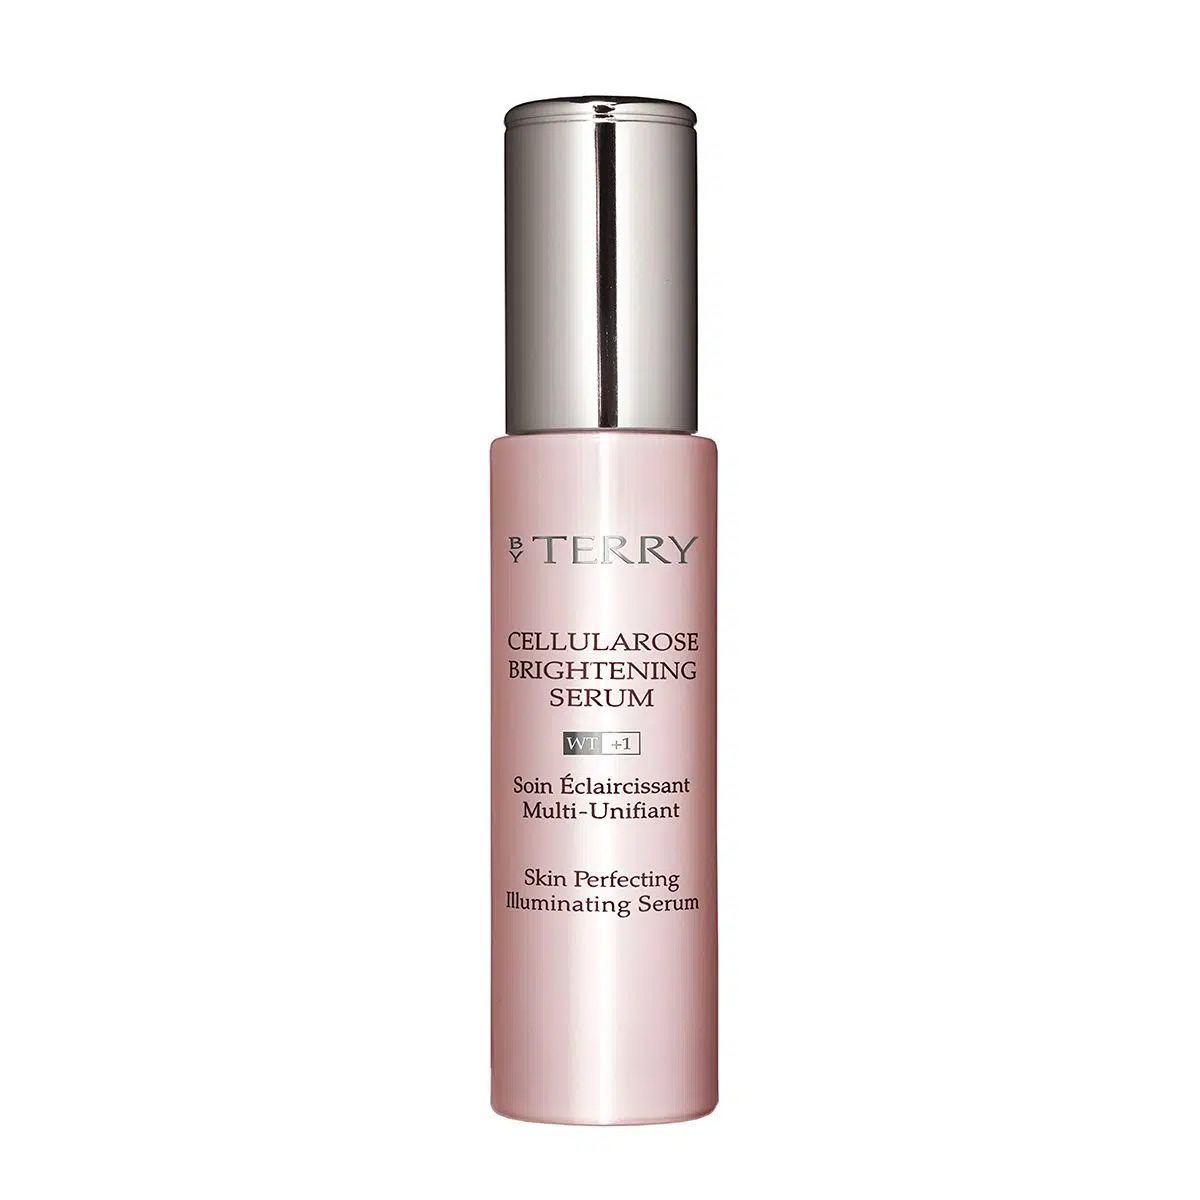 BY TERRY
CELLULAROSE
BRIGHTENING
SERUM
WT +1
Soin Éclaircissant
Multi-Unifiant
Skin Perfecting
Illuminating Serum